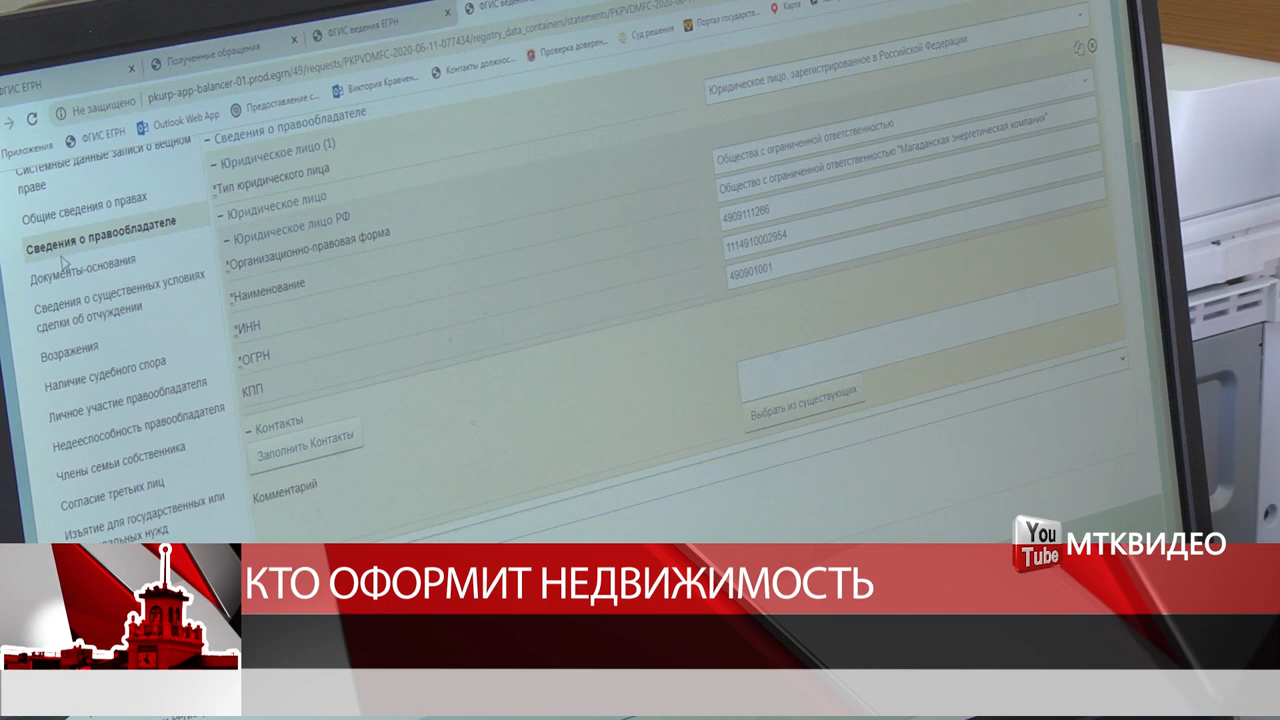 ФГИС ЕГРН
Полученные обращения
ФГИС ведения ЕГРН
ФГИС ведения
Не защищено
pkurp-app-balancer-01.prod.egrn/49/requests/PKPVDMFC-2020-06-11-077434/registry_data_containers/statements/PKPVDMFC-2020-06-11
Приложения
ФГИС ЕГРН
Outlook Web App
Предоставление с...
Виктория Кравчен...
Контакты должнос...
Проверка доверен...
Суд решения
Портал государств...
Карта
Системные данные записи о вещном
праве
Общие сведения о правах
Сведения о правообладателе
Документы-основания
Сведения о существенных условиях
сделки об отчуждении
Возражения
Наличие судебного спора
Личное участие правообладателя
Недееспособность правообладателя
Члены семьи собственника
Согласие третьих лиц
Изъятие для государственных или
нужд
– Сведения о правообладателе
– Юридическое лицо (1)
*Тип юридического лица
Юридическое лицо, зарегистрированное в Российской Федерации
– Юридическое лицо
– Юридическое лицо РФ
*Организационно-правовая форма
Общества с ограниченной ответственностью
*Наименование
Общество с ограниченной ответственностью "Магаданская энергетическая компания"
*ИНН
4909111266
*ОГРН
1114910002954
КПП
490901001
– Контакты
Заполнить Контакты
Выбрать из существующих
Комментарий
You
Tube
МТКВИДЕО
КТО ОФОРМИТ НЕДВИЖИМОСТЬ